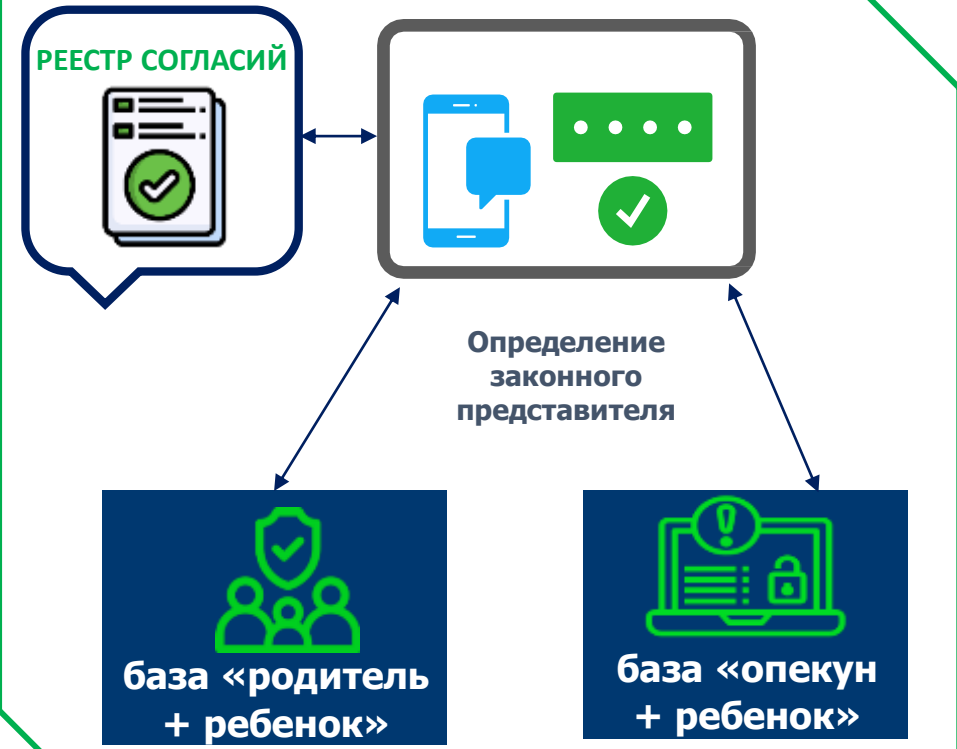 РЕЕСТР СОГЛАСИЙ
Определение
законного
представителя
база «родитель
+ ребенок»
база «опекун
+ ребенок»